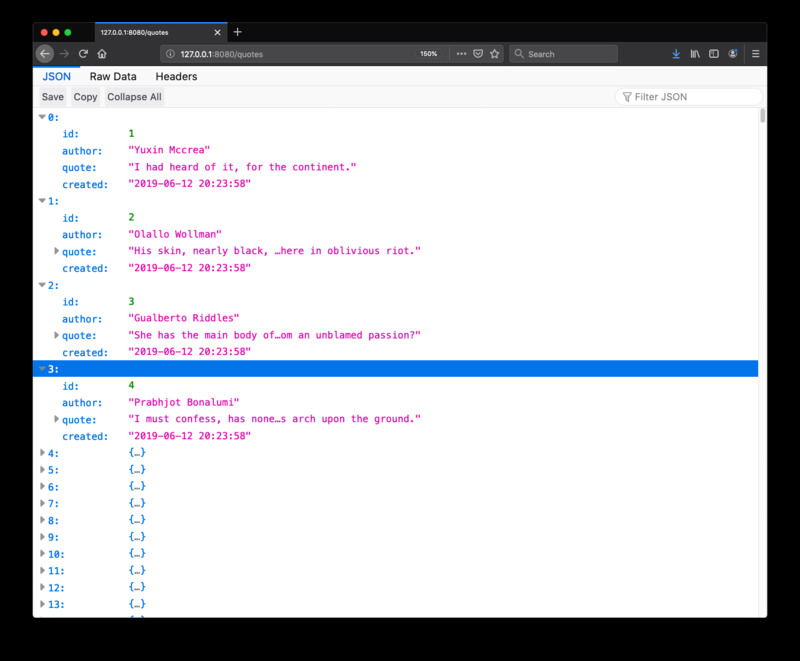 127.0.0.1:8080/quotes
127.0.0.1:8080/quotes 150% Search
JSON Raw Data Headers
Save Copy Collapse All Filter JSON
0:
id: 1
author: "Yuxin Mccrea"
quote: "I had heard of it, for the continent."
created: "2019-06-12 20:23:58"
1:
id: 2
author: "Olallo Wollman"
quote: "His skin, nearly black, …here in oblivious riot."
created: "2019-06-12 20:23:58"
2:
id: 3
author: "Gualberto Riddles"
quote: "She has the main body of…om an unblamed passion?"
created: "2019-06-12 20:23:58"
3:
id: 4
author: "Prabhjot Bonalumi"
quote: "I must confess, has none…s arch upon the ground."
created: "2019-06-12 20:23:58"
4: {…}
5: {…}
6: {…}
7: {…}
8: {…}
9: {…}
10: {…}
11: {…}
12: {…}
13: {…}